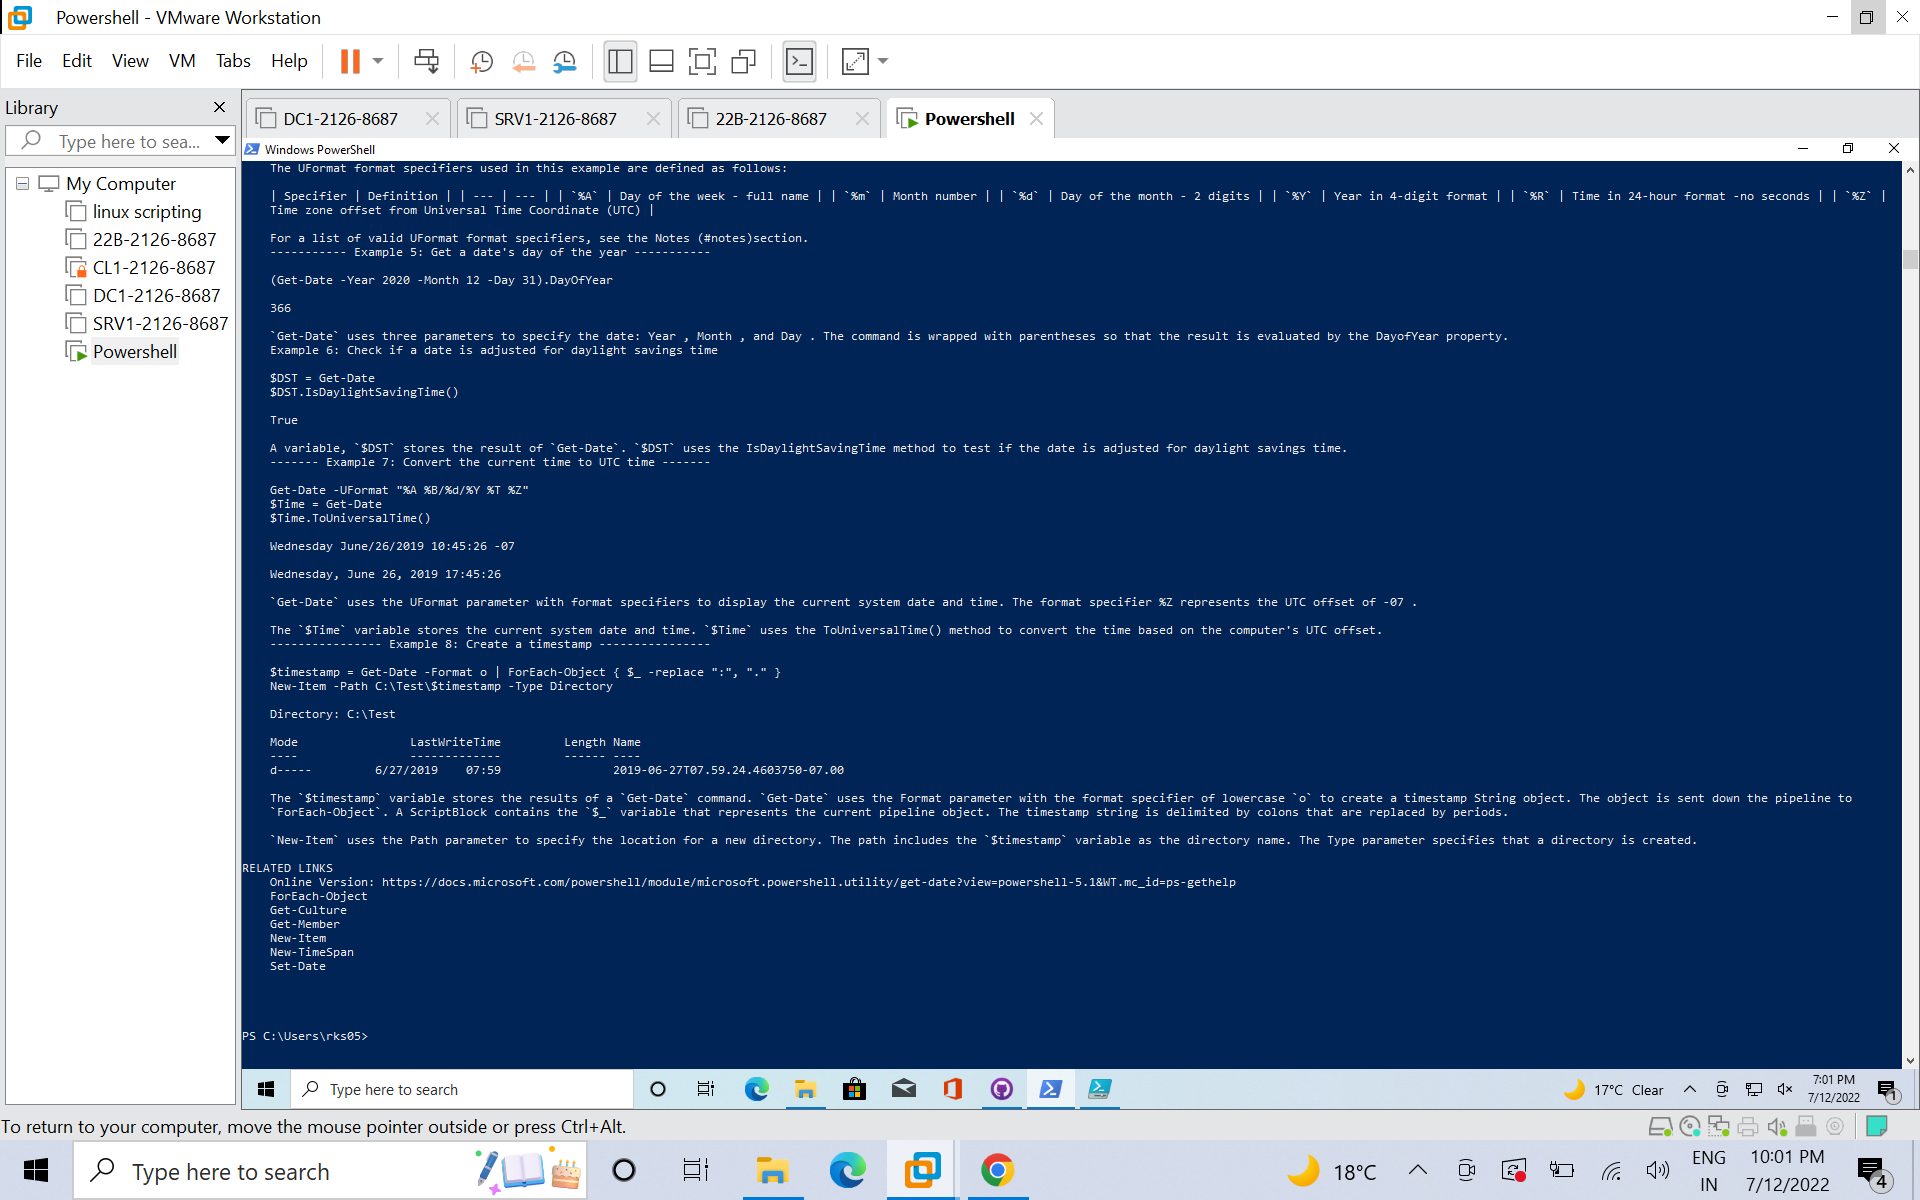 Powershell - VMware Workstation
File Edit View VM Tabs Help
Library
Type here to sea...
My Computer
linux scripting
22B-2126-8687
CL1-2126-8687
DC1-2126-8687
SRV1-2126-8687
Powershell
DC1-2126-8687 SRV1-2126-8687 22B-2126-8687 Powershell
Windows PowerShell
The UFormat format specifiers used in this example are defined as follows:
| Specifier | Definition | | --- | --- | | `%A` | Day of the week - full name | | `%m` | Month number | | `%d` | Day of the month - 2 digits | | `%Y` | Year in 4-digit format | | `%R` | Time in 24-hour format -no seconds | | `%Z` |
Time zone offset from Universal Time Coordinate (UTC) |
For a list of valid UFormat format specifiers, see the Notes (#notes)section.
----------- Example 5: Get a date's day of the year -----------
(Get-Date -Year 2020 -Month 12 -Day 31).DayOfYear
366
`Get-Date` uses three parameters to specify the date: Year , Month , and Day . The command is wrapped with parentheses so that the result is evaluated by the DayofYear property.
Example 6: Check if a date is adjusted for daylight savings time
$DST = Get-Date
$DST.IsDaylightSavingTime()
True
A variable, `$DST` stores the result of `Get-Date`. `$DST` uses the IsDaylightSavingTime method to test if the date is adjusted for daylight savings time.
------- Example 7: Convert the current time to UTC time -------
Get-Date -UFormat "%A %B/%d/%Y %T %Z"
$Time = Get-Date
$Time.ToUniversalTime()
Wednesday June/26/2019 10:45:26 -07
Wednesday, June 26, 2019 17:45:26
`Get-Date` uses the UFormat parameter with format specifiers to display the current system date and time. The format specifier %Z represents the UTC offset of -07 .
The `$Time` variable stores the current system date and time. `$Time` uses the ToUniversalTime() method to convert the time based on the computer's UTC offset.
---------------- Example 8: Create a timestamp ----------------
$timestamp = Get-Date -Format o | ForEach-Object { $_ -replace ":", "." }
New-Item -Path C:\Test\$timestamp -Type Directory
Directory: C:\Test
Mode LastWriteTime Length Name
---- ------------- ------ ----
d----- 6/27/2019 07:59 2019-06-27T07.59.24.4603750-07.00
The `$timestamp` variable stores the results of a `Get-Date` command. `Get-Date` uses the Format parameter with the format specifier of lowercase `o` to create a timestamp String object. The object is sent down the pipeline to
`ForEach-Object`. A ScriptBlock contains the `$_` variable that represents the current pipeline object. The timestamp string is delimited by colons that are replaced by periods.
`New-Item` uses the Path parameter to specify the location for a new directory. The path includes the `$timestamp` variable as the directory name. The Type parameter specifies that a directory is created.
RELATED LINKS
Online Version: https://docs.microsoft.com/powershell/module/microsoft.powershell.utility/get-date?view=powershell-5.1&WT.mc_id=ps-gethelp
ForEach-Object
Get-Culture
Get-Member
New-Item
New-TimeSpan
Set-Date
PS C:\Users\rks05>
Type here to search
17°C Clear
7:01 PM
7/12/2022
1
To return to your computer, move the mouse pointer outside or press Ctrl+Alt.
Type here to search
18°C
ENG
IN
10:01 PM
7/12/2022
4